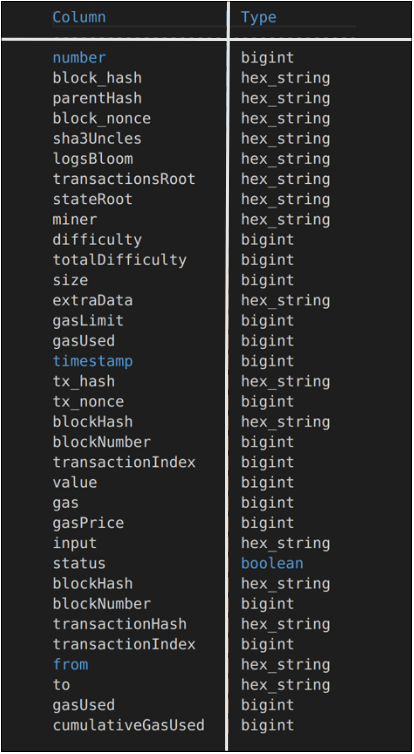 Column Type
number bigint
block_hash hex_string
parentHash hex_string
block_nonce hex_string
sha3Uncles hex_string
logsBloom hex_string
transactionsRoot hex_string
stateRoot hex_string
miner hex_string
difficulty bigint
totalDifficulty bigint
size bigint
extraData hex_string
gasLimit bigint
gasUsed bigint
timestamp bigint
tx_hash hex_string
tx_nonce bigint
blockHash hex_string
blockNumber bigint
transactionIndex bigint
value bigint
gas bigint
gasPrice bigint
input hex_string
status boolean
blockHash hex_string
blockNumber bigint
transactionHash hex_string
transactionIndex bigint
from hex_string
to hex_string
gasUsed bigint
cumulativeGasUsed bigint